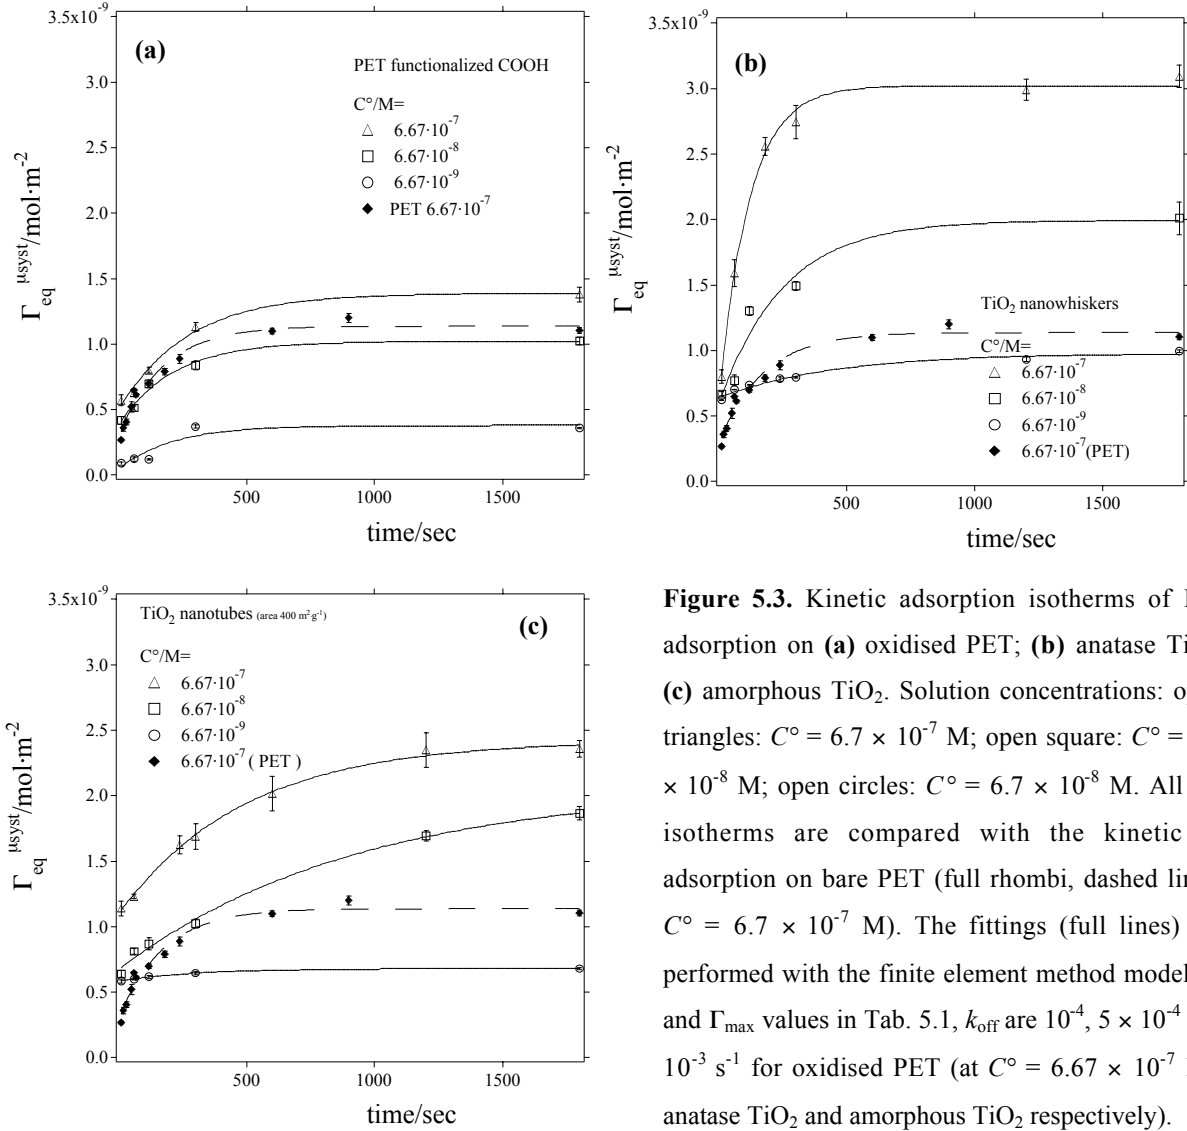 3.5x10⁻⁹
3.0
2.5
2.0
1.5
1.0
0.5
0.0
Γeq^μsyst/mol·m⁻²
(a)
PET functionalized COOH
C°/M=
6.67·10⁻⁷
6.67·10⁻⁸
6.67·10⁻⁹
PET 6.67·10⁻⁷
500
1000
1500
time/sec
3.5x10⁻⁹
3.0
2.5
2.0
1.5
1.0
0.5
0.0
Γeq^μsyst/mol·m⁻²
(b)
TiO₂ nanowhiskers
C°/M=
6.67·10⁻⁷
6.67·10⁻⁸
6.67·10⁻⁹
6.67·10⁻⁷(PET)
500
1000
1500
time/sec
3.5x10⁻⁹
3.0
2.5
2.0
1.5
1.0
0.5
0.0
Γeq^μsyst/mol·m⁻²
TiO₂ nanotubes (area 400 m²g⁻¹)
(c)
C°/M=
6.67·10⁻⁷
6.67·10⁻⁸
6.67·10⁻⁹
6.67·10⁻⁷ ( PET )
500
1000
1500
time/sec
Figure 5.3. Kinetic adsorption isotherms of
adsorption on (a) oxidised PET; (b) anatase
(c) amorphous TiO₂. Solution concentrations:
triangles: C° = 6.7 × 10⁻⁷ M; open square: C° =
× 10⁻⁸ M; open circles: C° = 6.7 × 10⁻⁸ M. All
isotherms are compared with the kinetic
adsorption on bare PET (full rhombi, dashed
C° = 6.7 × 10⁻⁷ M). The fittings (full lines)
performed with the finite element method model
and Γmax values in Tab. 5.1, koff are 10⁻⁴, 5 × 10⁻⁴
10⁻³ s⁻¹ for oxidised PET (at C° = 6.67 × 10⁻⁷
anatase TiO₂ and amorphous TiO₂ respectively).